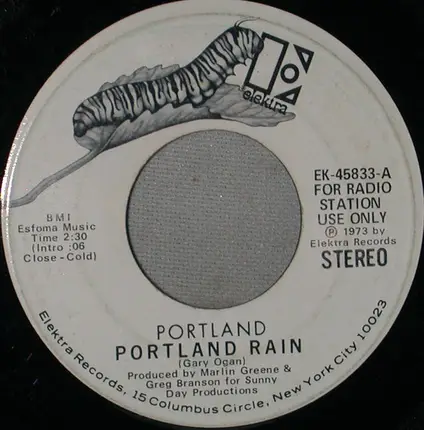 elektra
EK-45833-A
FOR RADIO
STATION
USE ONLY
℗ 1973 by
Elektra Records
STEREO
BMI
Esfoma Music
Time 2:30
(Intro :06
Close-Cold)
PORTLAND
PORTLAND RAIN
(Gary Ogan)
Produced by Marlin Greene &
Greg Branson for Sunny
Day Productions
Elektra Records, 15 Columbus Circle, New York City 10023